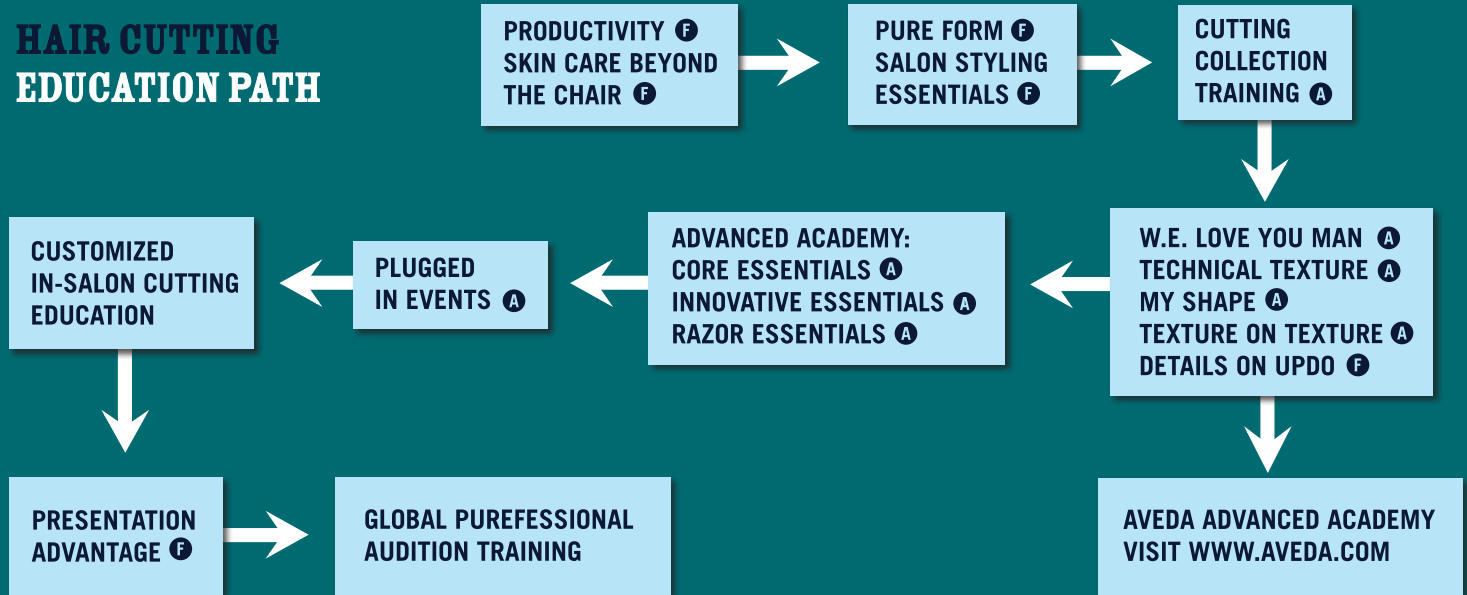 HAIR CUTTING
EDUCATION PATH
PRODUCTIVITY F
SKIN CARE BEYOND
THE CHAIR F
PURE FORM F
SALON STYLING
ESSENTIALS F
CUTTING
COLLECTION
TRAINING A
W.E. LOVE YOU MAN A
TECHNICAL TEXTURE A
MY SHAPE A
TEXTURE ON TEXTURE A
DETAILS ON UPDO F
ADVANCED ACADEMY:
CORE ESSENTIALS A
INNOVATIVE ESSENTIALS A
RAZOR ESSENTIALS A
PLUGGED
IN EVENTS A
CUSTOMIZED
IN-SALON CUTTING
EDUCATION
PRESENTATION
ADVANTAGE F
GLOBAL PUREFESSIONAL
AUDITION TRAINING
AVEDA ADVANCED ACADEMY
VISIT WWW.AVEDA.COM